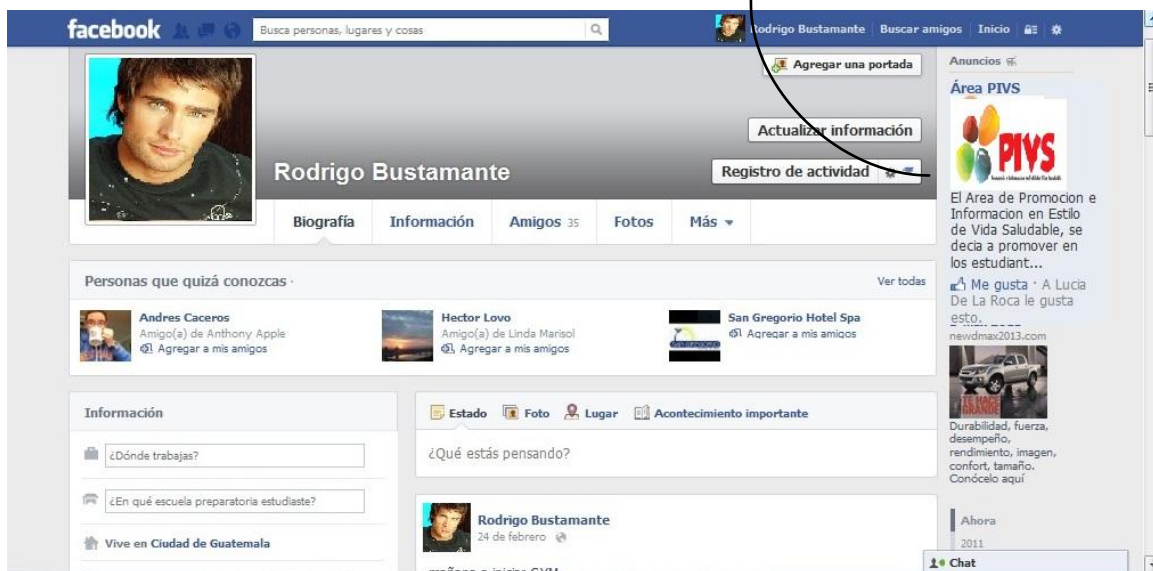 facebook
Busca personas, lugares y cosas
Rodrigo Bustamante Buscar amigos Inicio
Agregar una portada
Actualizar información
Registro de actividad
Rodrigo Bustamante
Biografía Información Amigos 35 Fotos Más
Personas que quizá conozcas ·
Ver todas
Andres Caceros
Amigo(a) de Anthony Apple
Agregar a mis amigos
Hector Lovo
Amigo(a) de Linda Marisol
Agregar a mis amigos
San Gregorio Hotel Spa
Agregar a mis amigos
Información
¿Dónde trabajas?
¿En qué escuela preparatoria estudiaste?
Vive en Ciudad de Guatemala
Estado Foto Lugar Acontecimiento importante
¿Qué estás pensando?
Rodrigo Bustamante
24 de febrero
mañana a iniciar GYM
Anuncios
Área PIVS
PIVS
El Area de Promocion e
Informacion en Estilo
de Vida Saludable, se
decia a promover en
los estudiant...
Me gusta · A Lucia
De La Roca le gusta
esto.
newdmax2013.com
TE HACE
GRANDE
Durabilidad, fuerza,
desempeño,
rendimiento, imagen,
confort, tamaño.
Conócelo aquí
Ahora
2011
Chat